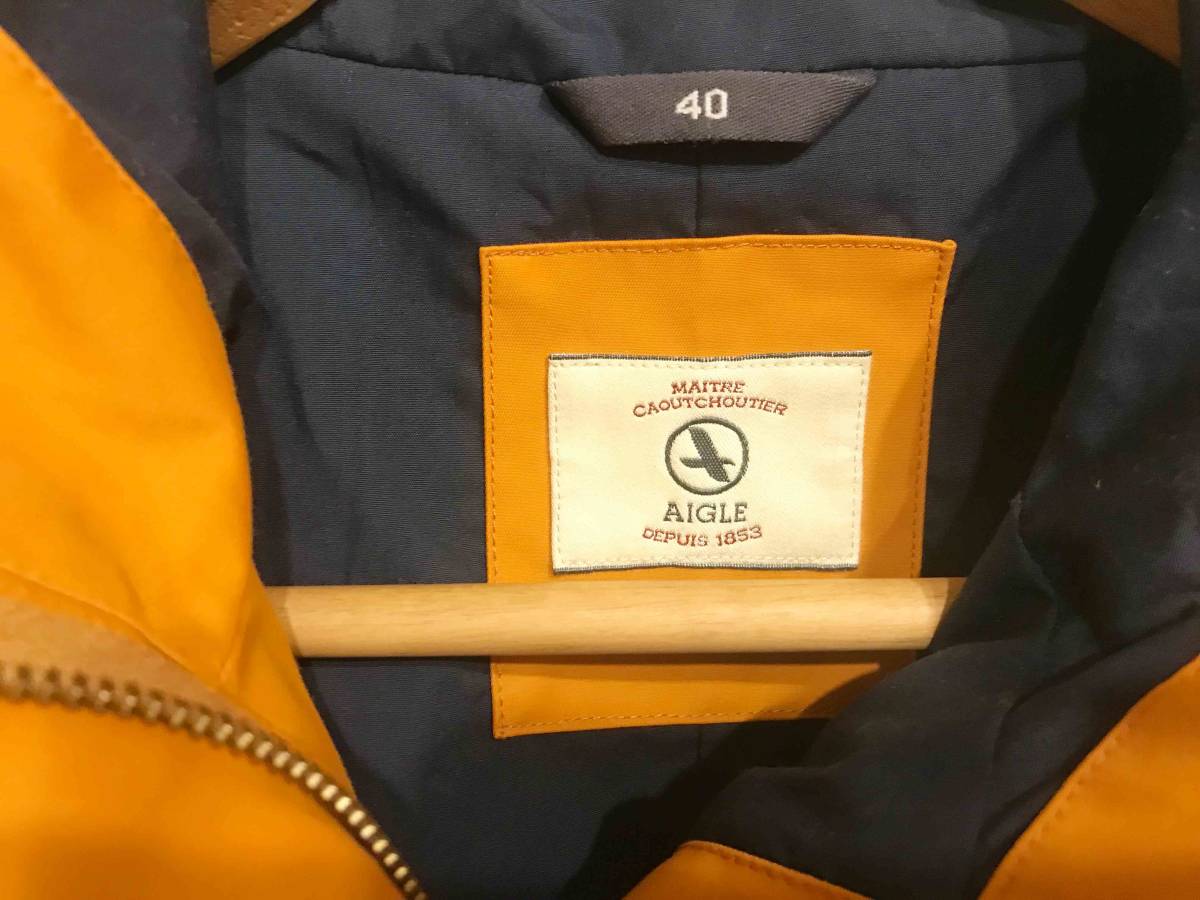 40
MAITRE
CAOUTCHOUTIER
AIGLE
DEPUIS 1853